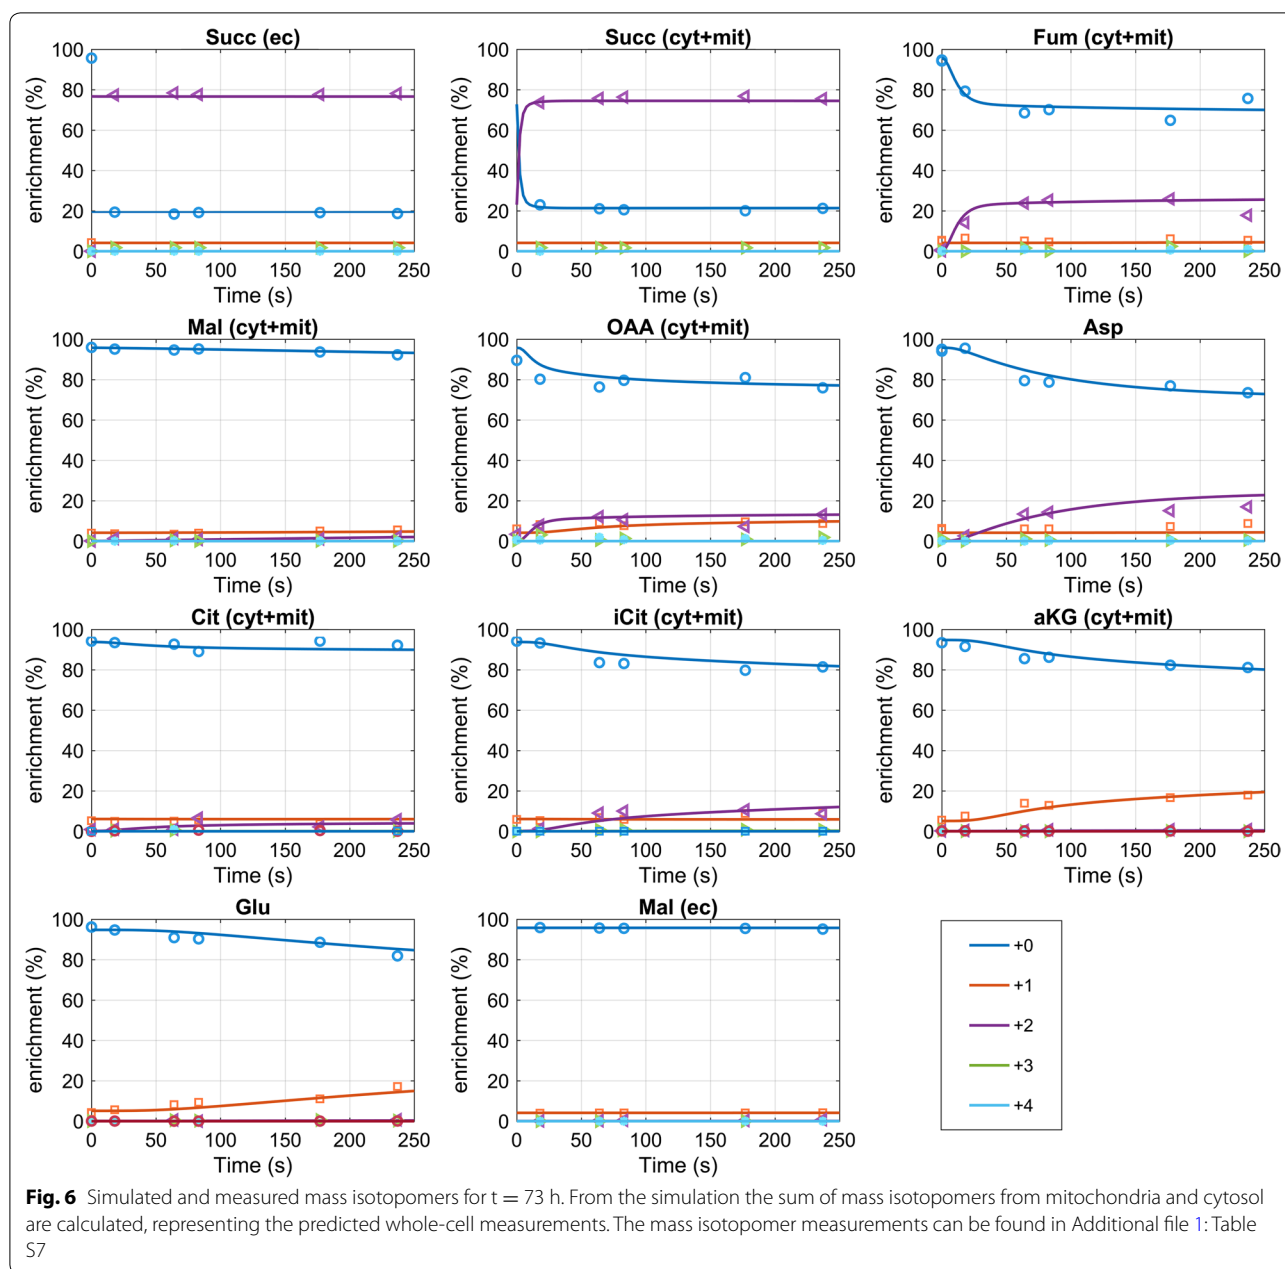 Succ (ec)
Succ (cyt+mit)
Fum (cyt+mit)
enrichment (%)
100
80
60
40
20
0
0 50 100 150 200 250
Time (s)
enrichment (%)
100
80
60
40
20
0
0 50 100 150 200 250
Time (s)
enrichment (%)
100
80
60
40
20
0
0 50 100 150 200 250
Time (s)
Mal (cyt+mit)
OAA (cyt+mit)
Asp
enrichment (%)
100
80
60
40
20
0
0 50 100 150 200 250
Time (s)
enrichment (%)
100
80
60
40
20
0
0 50 100 150 200 250
Time (s)
enrichment (%)
100
80
60
40
20
0
0 50 100 150 200 250
Time (s)
Cit (cyt+mit)
iCit (cyt+mit)
aKG (cyt+mit)
enrichment (%)
100
80
60
40
20
0
0 50 100 150 200 250
Time (s)
enrichment (%)
100
80
60
40
20
0
0 50 100 150 200 250
Time (s)
enrichment (%)
100
80
60
40
20
0
0 50 100 150 200 250
Time (s)
Glu
Mal (ec)
enrichment (%)
100
80
60
40
20
0
0 50 100 150 200 250
Time (s)
enrichment (%)
100
80
60
40
20
0
0 50 100 150 200 250
Time (s)
+0
+1
+2
+3
+4
Fig. 6 Simulated and measured mass isotopomers for t = 73 h. From the simulation the sum of mass isotopomers from mitochondria and cytosol
are calculated, representing the predicted whole-cell measurements. The mass isotopomer measurements can be found in Additional file 1: Table
S7